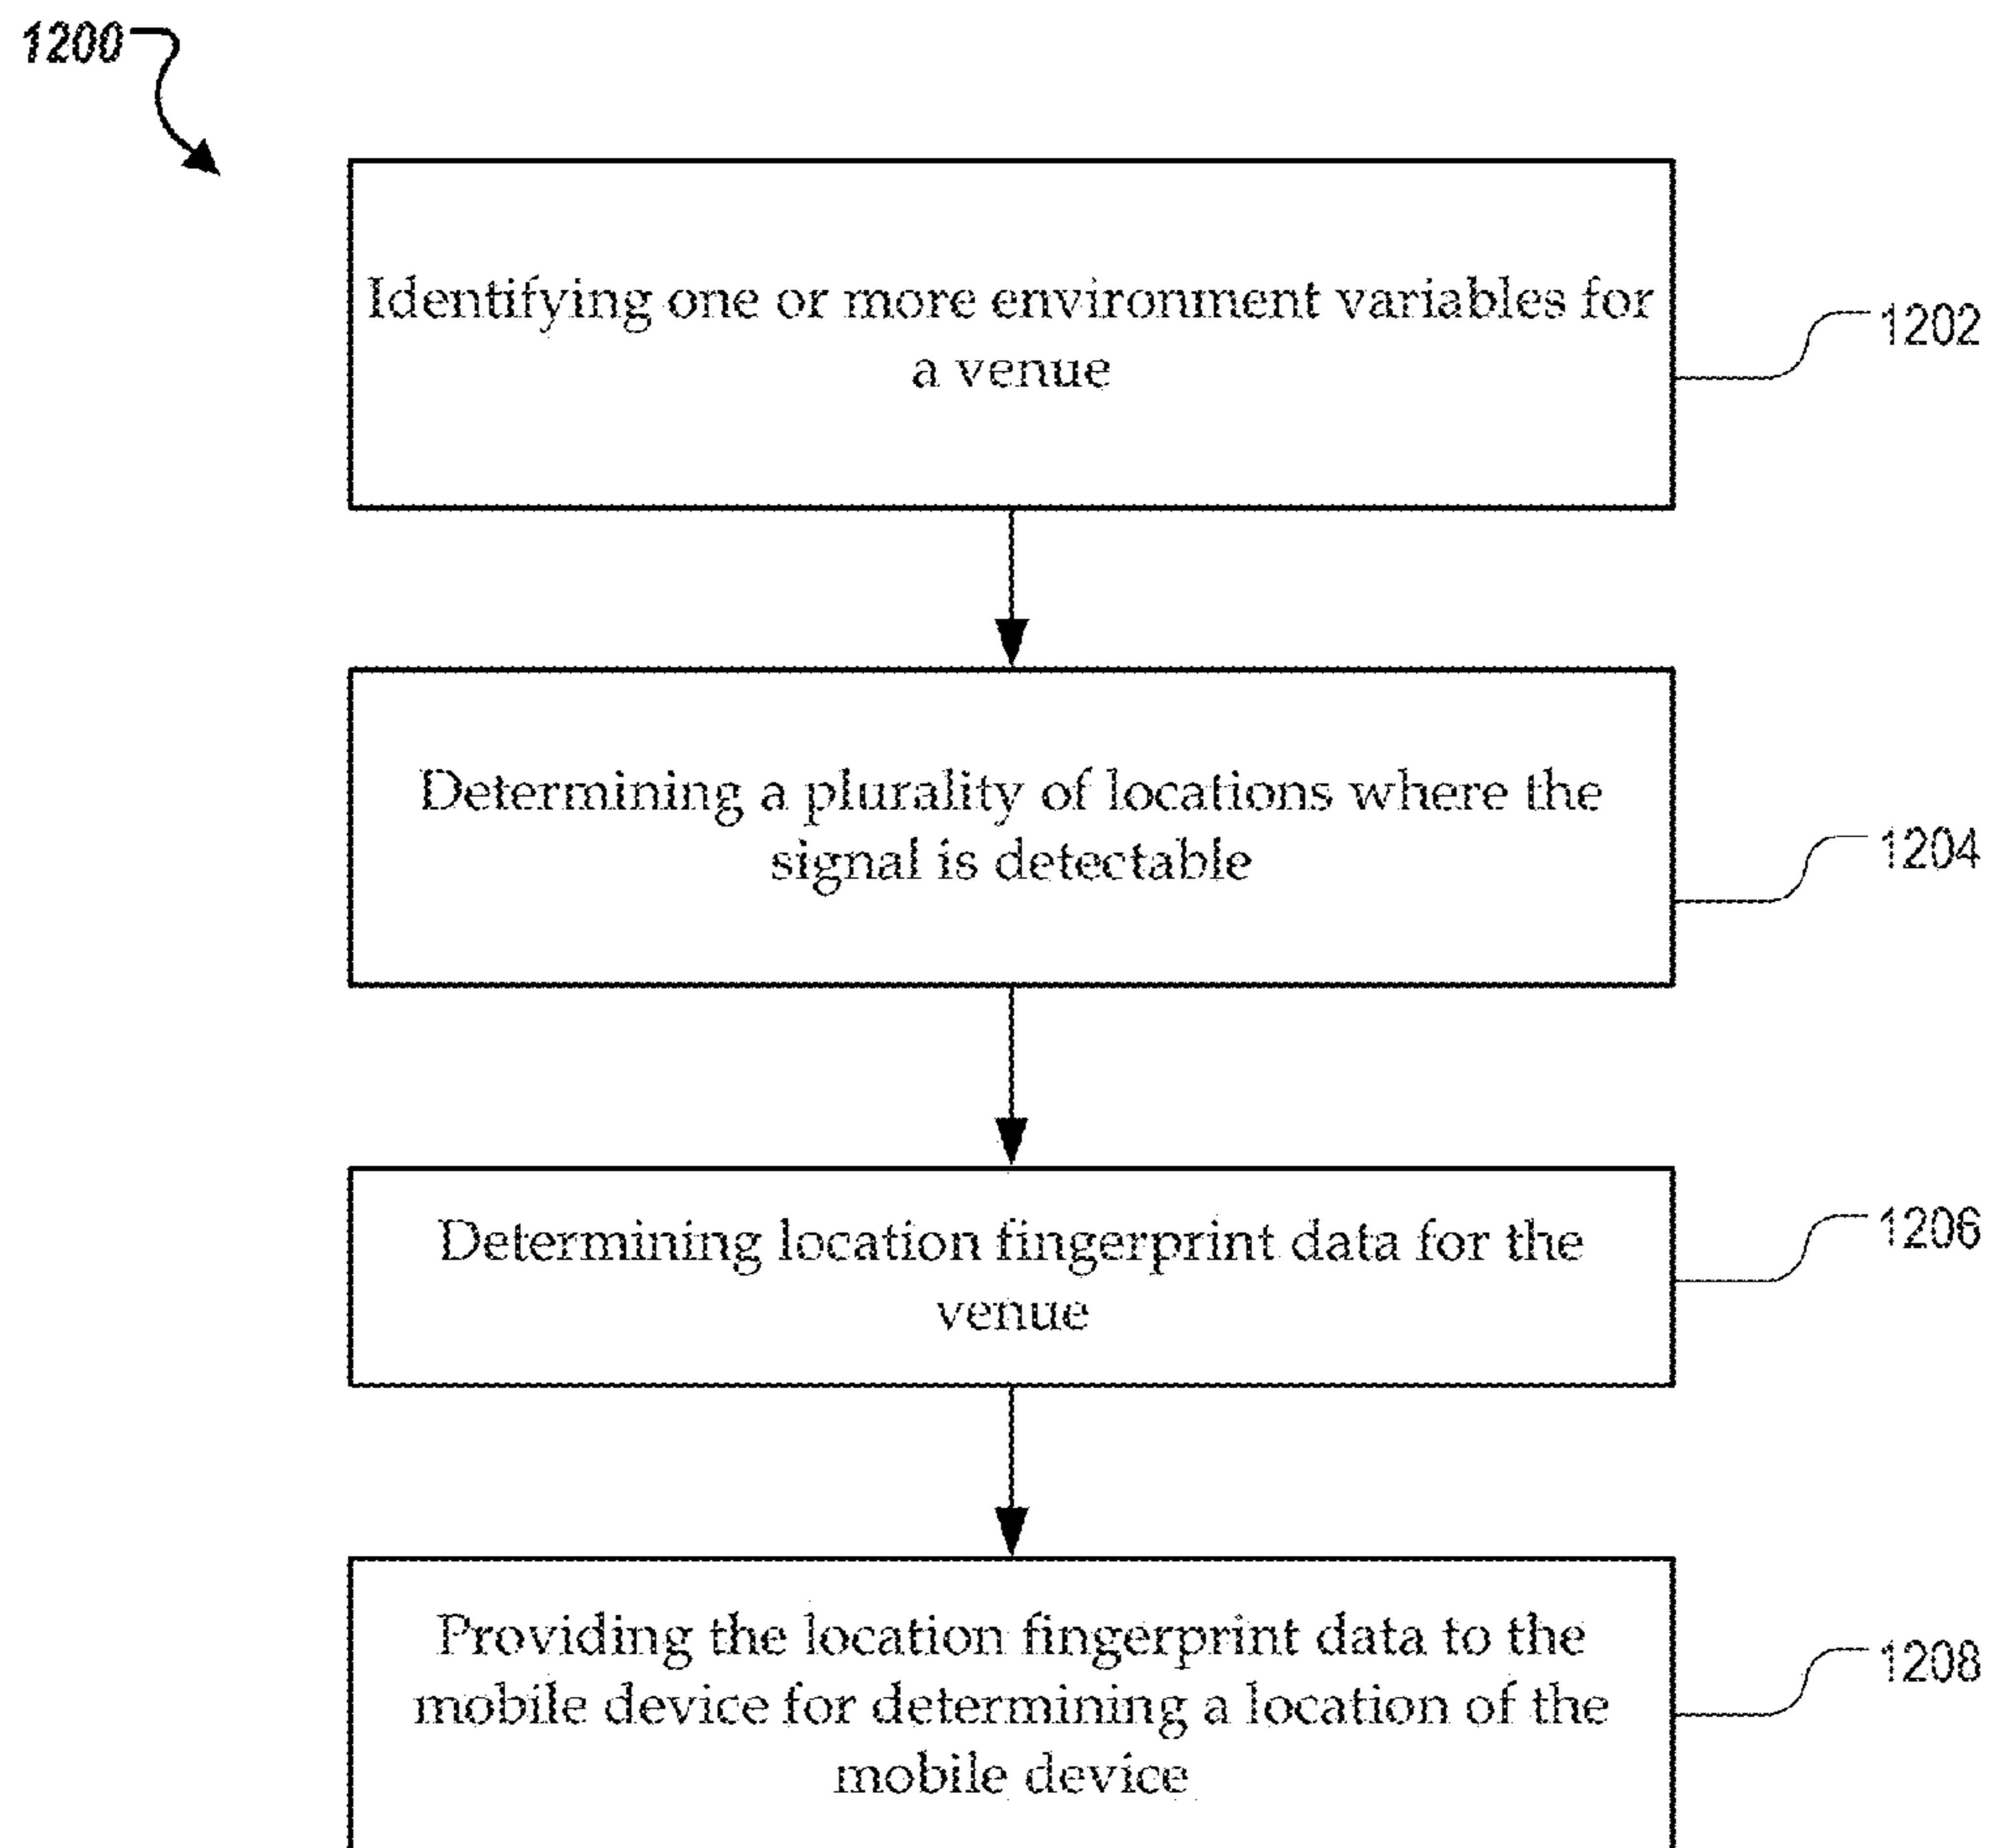 1200
Identifying one or more environment variables for
a venue
1202
Determining a plurality of locations where the
signal is detectable
1204
Determining location fingerprint data for the
venue
1206
Providing the location fingerprint data to the
mobile device for determining a location of the
mobile device
1208